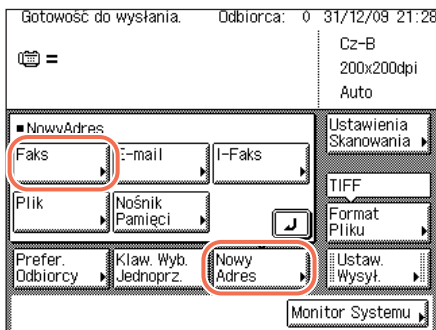 Gotowość do wysłania. Odbiorca: 0 31/12/09 21:28
=
Cz-B
200x200dpi
Auto
■NowyAdres
Faks
E-mail
I-Faks
Plik
Nośnik
Pamięci
Ustawienia
Skanowania
TIFF
Format
Pliku
Prefer.
Odbiorcy
Klaw. Wyb.
Jednoprz.
Nowy
Adres
Ustaw.
Wysył.
Monitor Systemu